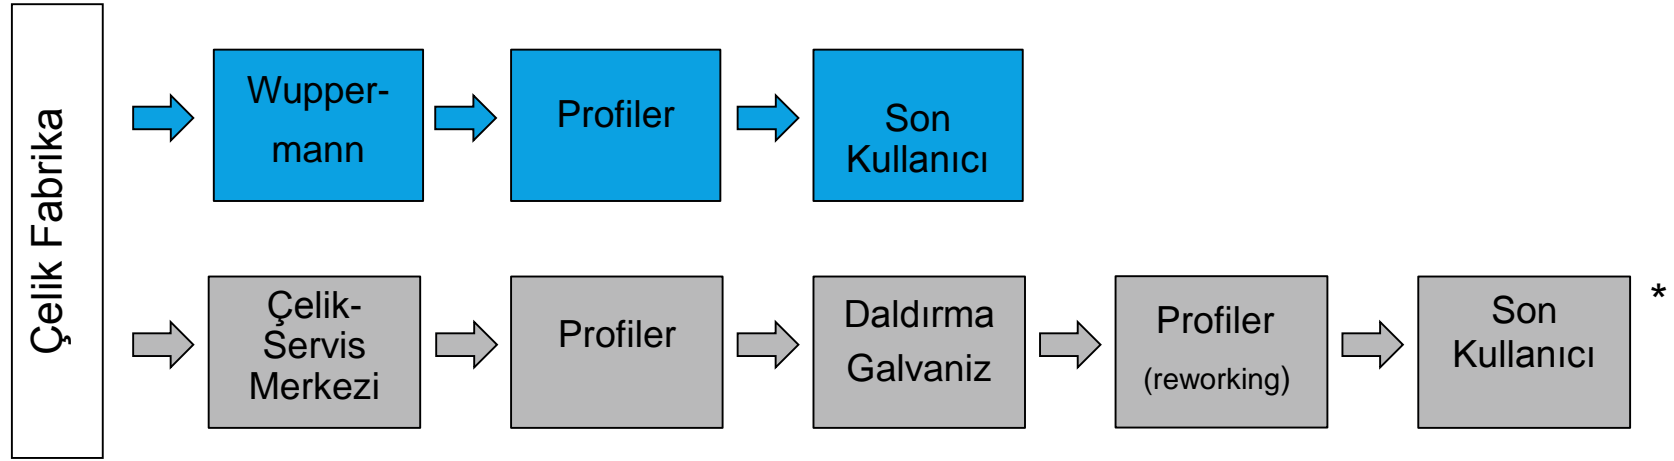 Çelik Fabrika
Wupper-
mann
Profiler
Son
Kullanıcı
Çelik-
Servis
Merkezi
Profiler
Daldırma
Galvaniz
Profiler
(reworking)
Son
Kullanıcı
*